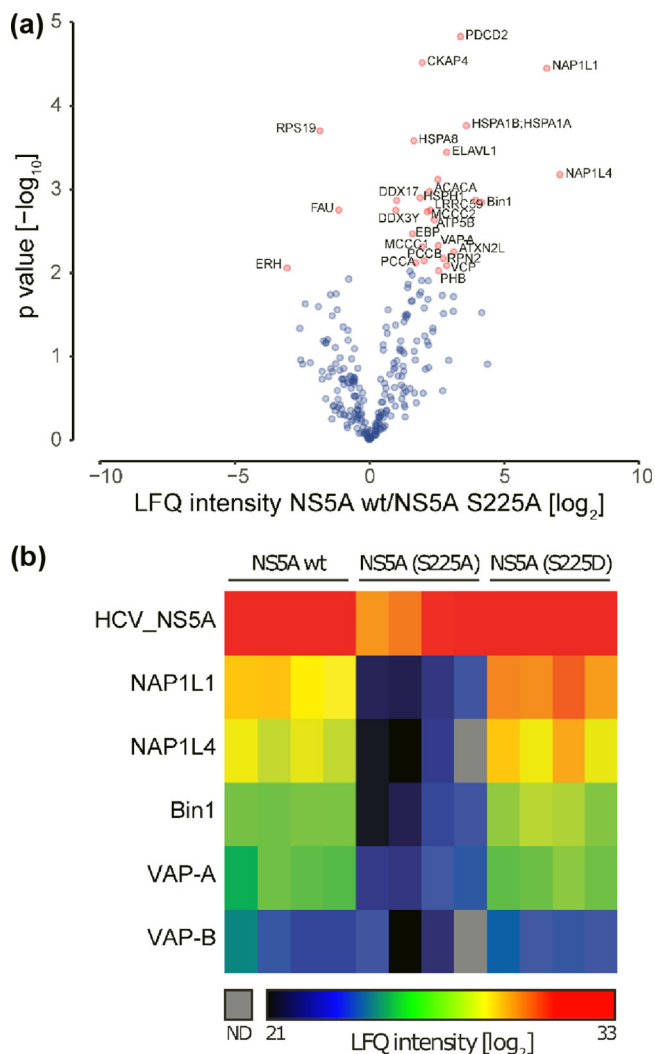 (a)
p value [−log10]
5
4
3
2
1
0
PDCD2
CKAP4
NAP1L1
RPS19
HSPA1B;HSPA1A
HSPA8
ELAVL1
NAP1L4
ACACA
DDX17
HSPH1
Bin1
FAU
LRRC59
DDX3Y
MCCC2
ATP5B
EBP
VAP-A
MCCC1
ATXN2L
PCCB
RPN2
PCCA
VCP
ERH
PHB
−10
−5
0
5
10
LFQ intensity NS5A wt/NS5A S225A [log2]
(b)
NS5A wt NS5A (S225A) NS5A (S225D)
HCV_NS5A
NAP1L1
NAP1L4
Bin1
VAP-A
VAP-B
ND 21 33
LFQ intensity [log2]